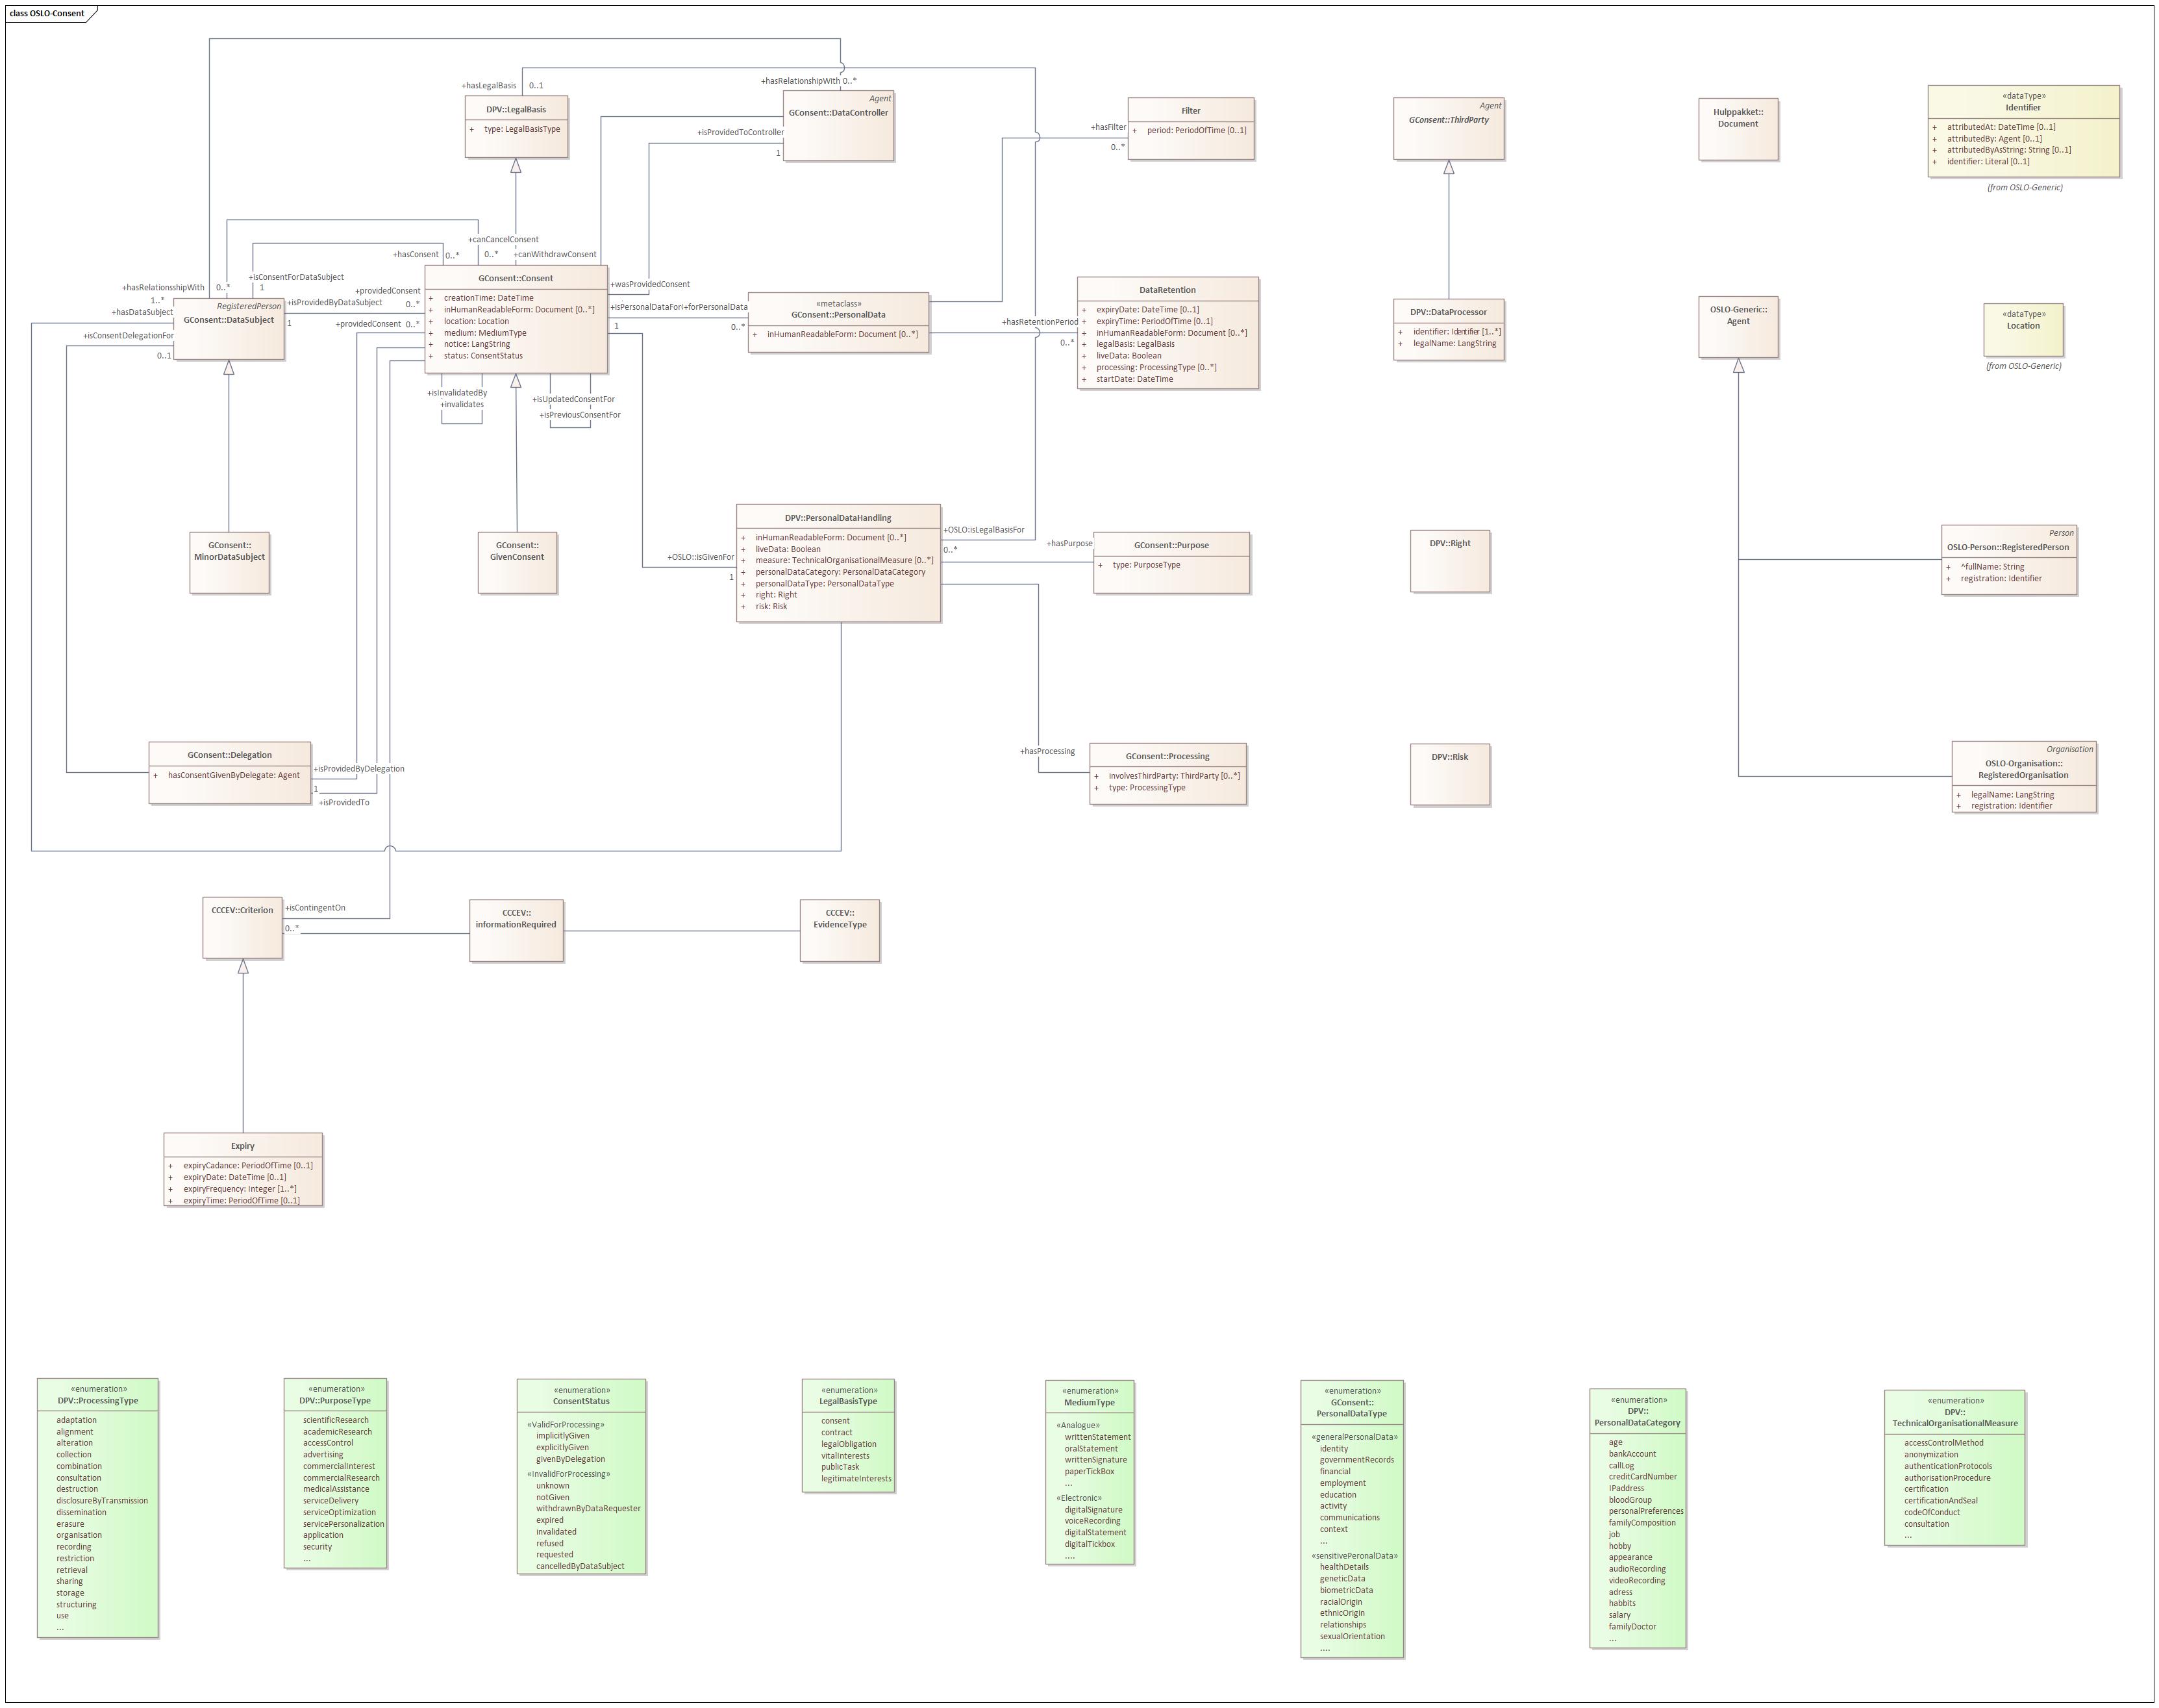 class OSLO-Consent
+hasLegalBasis
0..1
DPV::LegalBasis
+ type: LegalBasisType
+hasRelationshipWith 0..*
Agent
GConsent::DataController
+isProvidedToController
1
Filter
+ period: PeriodOfTime [0..1]
+hasFilter
0..*
Agent
GConsent::ThirdParty
Hulppakket::
Document
«dataType»
Identifier
+ attributedAt: DateTime [0..1]
+ attributedBy: Agent [0..1]
+ attributedByAsString: String [0..1]
+ identifier: Literal [0..1]
(from OSLO-Generic)
+canCancelConsent
+hasConsent
0..*
0..*
+canWithdrawConsent
+isConsentForDataSubject
1
+hasRelationsshipWith
0..*
1..*
+hasDataSubject
+isConsentDelegationFor
0..1
RegisteredPerson
GConsent::DataSubject
+isProvidedByDataSubject
1
+providedConsent
0..*
+providedConsent 0..*
GConsent::Consent
+ creationTime: DateTime
+ inHumanReadableForm: Document [0..*]
+ location: Location
+ medium: MediumType
+ notice: LangString
+ status: ConsentStatus
+wasProvidedConsent
+isPersonalDataFor
+forPersonalData
1
0..*
+isInvalidatedBy
+invalidates
+isUpdatedConsentFor
+isPreviousConsentFor
«metaclass»
GConsent::PersonalData
+ inHumanReadableForm: Document [0..*]
+hasRetentionPeriod
0..*
DataRetention
+ expiryDate: DateTime [0..1]
+ expiryTime: PeriodOfTime [0..1]
+ inHumanReadableForm: Document [0..*]
+ legalBasis: LegalBasis
+ liveData: Boolean
+ processing: ProcessingType [0..*]
+ startDate: DateTime
DPV::DataProcessor
+ identifier: Identifier [1..*]
+ legalName: LangString
OSLO-Generic::
Agent
«dataType»
Location
(from OSLO-Generic)
GConsent::
MinorDataSubject
GConsent::
GivenConsent
+OSLO::isGivenFor
1
DPV::PersonalDataHandling
+ inHumanReadableForm: Document [0..*]
+ liveData: Boolean
+ measure: TechnicalOrganisationalMeasure [0..*]
+ personalDataCategory: PersonalDataCategory
+ personalDataType: PersonalDataType
+ right: Right
+ risk: Risk
+OSLO:isLegalBasisFor
0..*
+hasPurpose
GConsent::Purpose
+ type: PurposeType
DPV::Right
Person
OSLO-Person::RegisteredPerson
+ ^fullName: String
+ registration: Identifier
GConsent::Delegation
+ hasConsentGivenByDelegate: Agent
+isProvidedByDelegation
1
+isProvidedTo
+hasProcessing
GConsent::Processing
+ involvesThirdParty: ThirdParty [0..*]
+ type: ProcessingType
DPV::Risk
Organisation
OSLO-Organisation::
RegisteredOrganisation
+ legalName: LangString
+ registration: Identifier
CCCEV::Criterion
+isContingentOn
0..*
CCCEV::
informationRequired
CCCEV::
EvidenceType
Expiry
+ expiryCadance: PeriodOfTime [0..1]
+ expiryDate: DateTime [0..1]
+ expiryFrequency: Integer [1..*]
+ expiryTime: PeriodOfTime [0..1]
«enumeration»
DPV::ProcessingType
adaptation
alignment
alteration
collection
combination
consultation
destruction
disclosureByTransmission
dissemination
erasure
organisation
recording
restriction
retrieval
sharing
storage
structuring
use
...
«enumeration»
DPV::PurposeType
scientificResearch
academicResearch
accessControl
advertising
commercialInterest
commercialResearch
medicalAssistance
serviceDelivery
serviceOptimization
servicePersonalization
application
security
...
«enumeration»
ConsentStatus
«ValidForProcessing»
implicitlyGiven
explicitlyGiven
givenByDelegation
«InvalidForProcessing»
unknown
notGiven
withdrawnByDataRequester
expired
invalidated
refused
requested
cancelledByDataSubject
«enumeration»
LegalBasisType
consent
contract
legalObligation
vitalInterests
publicTask
legitimateInterests
«enumeration»
MediumType
«Analogue»
writtenStatement
oralStatement
writtenSignature
paperTickBox
...
«Electronic»
digitalSignature
voiceRecording
digitalStatement
digitalTickbox
....
«enumeration»
GConsent::
PersonalDataType
«generalPersonalData»
identity
governmentRecords
financial
employment
education
activity
communications
context
...
«sensitivePeronalData»
healthDetails
geneticData
biometricData
racialOrigin
ethnicOrigin
relationships
sexualOrientation
....
«enumeration»
DPV::
PersonalDataCategory
age
bankAccount
callLog
creditCardNumber
IPaddress
bloodGroup
personalPreferences
familyComposition
job
hobby
appearance
audioRecording
videoRecording
adress
habbits
salary
familyDoctor
...
«enumeration»
DPV::
TechnicalOrganisationalMeasure
accessControlMethod
anonymization
authenticationProtocols
authorisationProcedure
certification
certificationAndSeal
codeOfConduct
consultation
...